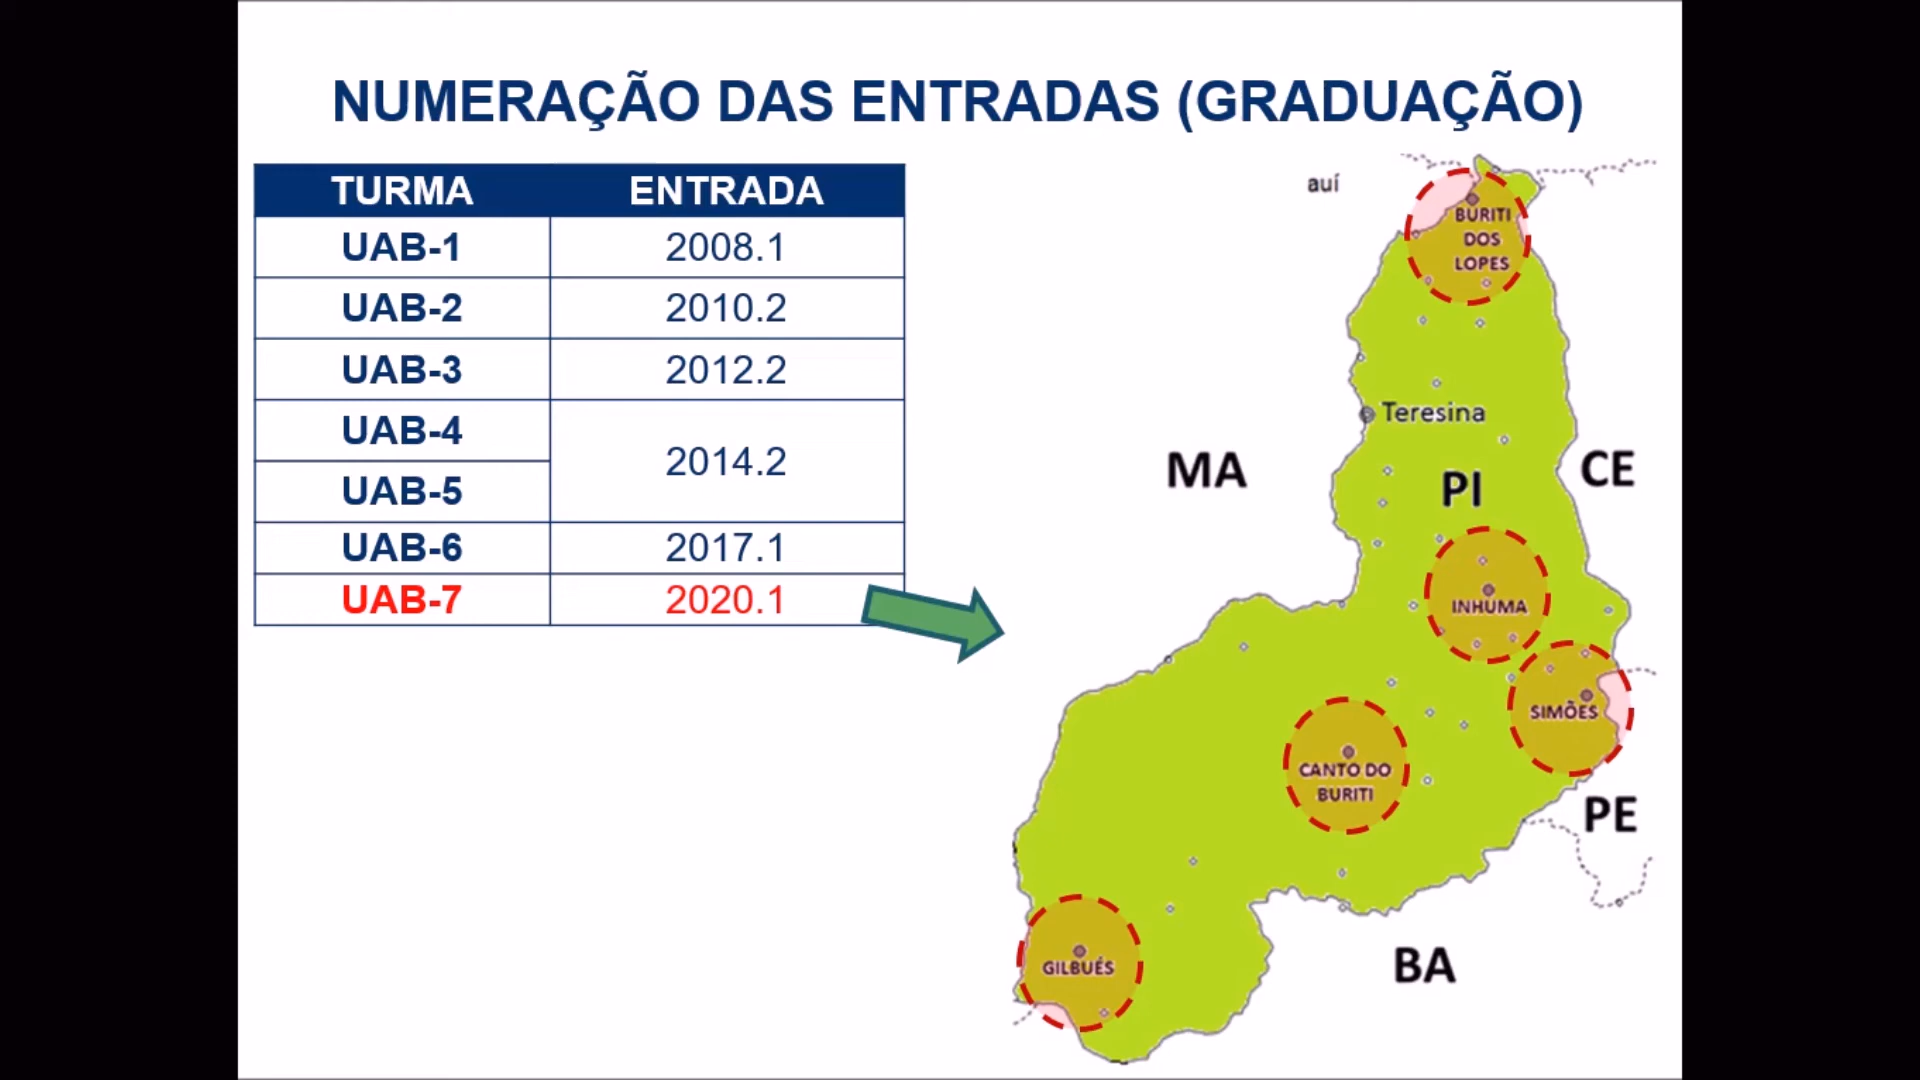 NUMERAÇÃO DAS ENTRADAS (GRADUAÇÃO)
TURMA ENTRADA
UAB-1 2008.1
UAB-2 2010.2
UAB-3 2012.2
UAB-4
2014.2
UAB-5
UAB-6 2017.1
UAB-7 2020.1
auí
BURITI
DOS
LOPES
Teresina
MA
PI
CE
INHUMA
SIMÕES
CANTO DO
BURITI
PE
GILBUÉS
BA